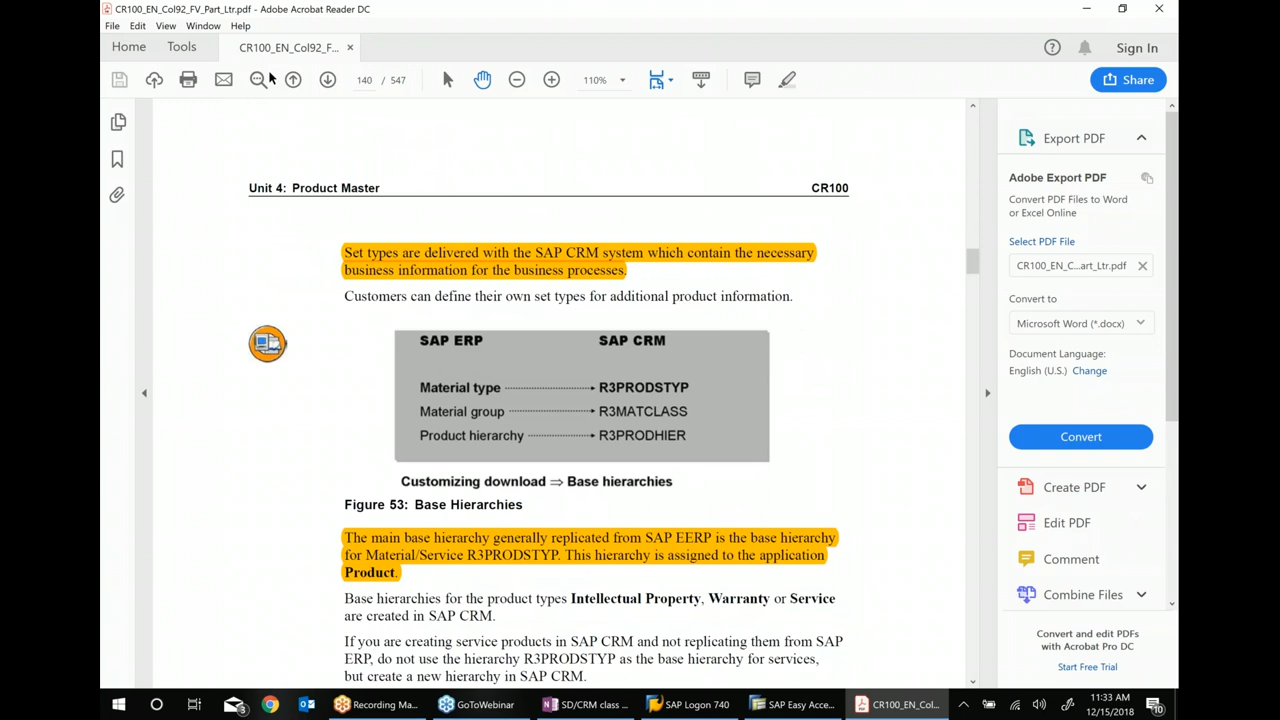 CR100_EN_Col92_FV_Part_Ltr.pdf - Adobe Acrobat Reader DC
File Edit View Window Help
Home Tools CR100_EN_Col92_F... × Sign In
140 / 547 110% Share
Unit 4: Product Master CR100
Set types are delivered with the SAP CRM system which contain the necessary
business information for the business processes.
Customers can define their own set types for additional product information.
SAP ERP SAP CRM
Material type R3PRODSTYP
Material group R3MATCLASS
Product hierarchy R3PRODHIER
Customizing download ⇒ Base hierarchies
Figure 53: Base Hierarchies
The main base hierarchy generally replicated from SAP EERP is the base hierarchy
for Material/Service R3PRODSTYP. This hierarchy is assigned to the application
Product.
Base hierarchies for the product types Intellectual Property, Warranty or Service
are created in SAP CRM.
If you are creating service products in SAP CRM and not replicating them from SAP
ERP, do not use the hierarchy R3PRODSTYP as the base hierarchy for services,
but create a new hierarchy in SAP CRM.
Export PDF
Adobe Export PDF
Convert PDF Files to Word
or Excel Online
Select PDF File
CR100_EN_C...art_Ltr.pdf
Convert to
Microsoft Word (*.docx)
Document Language:
English (U.S.) Change
Convert
Create PDF
Edit PDF
Comment
Combine Files
Convert and edit PDFs
with Acrobat Pro DC
Start Free Trial
3 Recording Ma... GoToWebinar SD/CRM class ... SAP Logon 740 SAP Easy Acce... CR100_EN_Col... 11:33 AM
12/15/2018 10